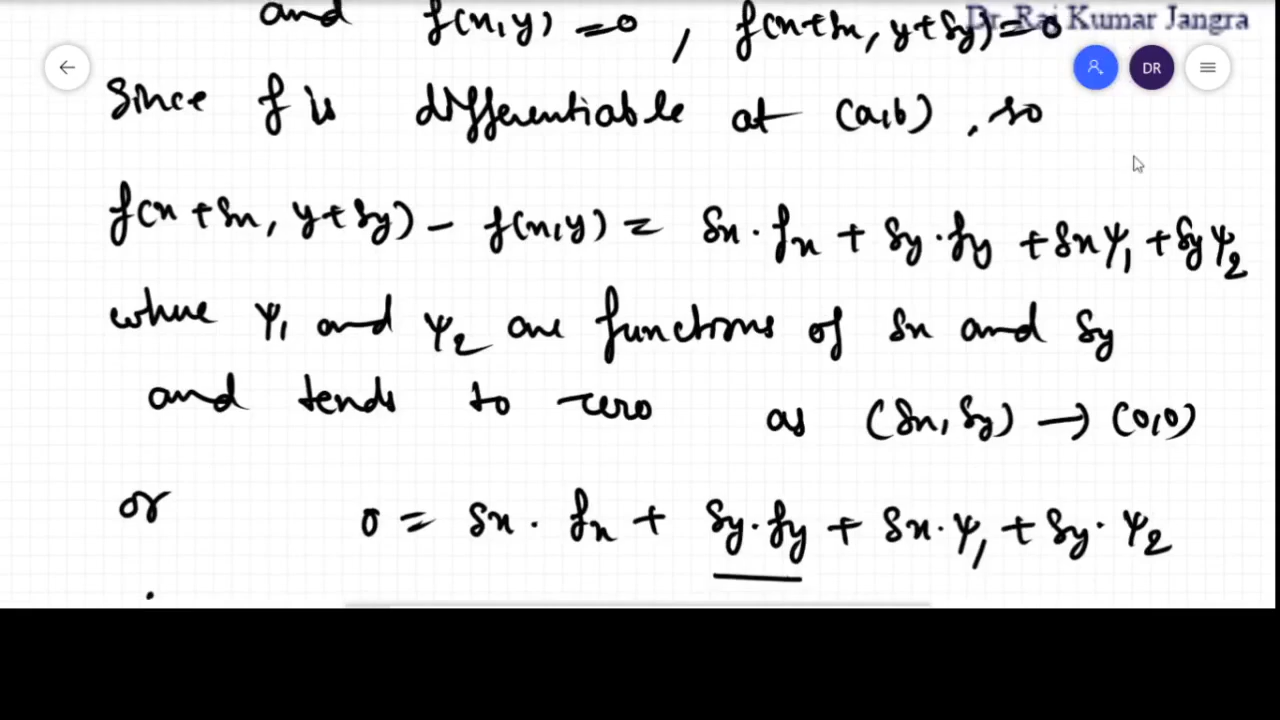 Dr. Raj Kumar Jangra
and f(x,y) = 0 , f(x+δx, y+δy) = 0
DR
Since f is differentiable at (a,b) , so
f(x+δx, y+δy) - f(x,y) = δx · fx + δy · fy + δx ψ1 + δy ψ2
where ψ1 and ψ2 are functions of δx and δy
and tends to zero as (δx, δy) → (0,0)
or 0 = δx · fx + δy · fy + δx · ψ1 + δy · ψ2